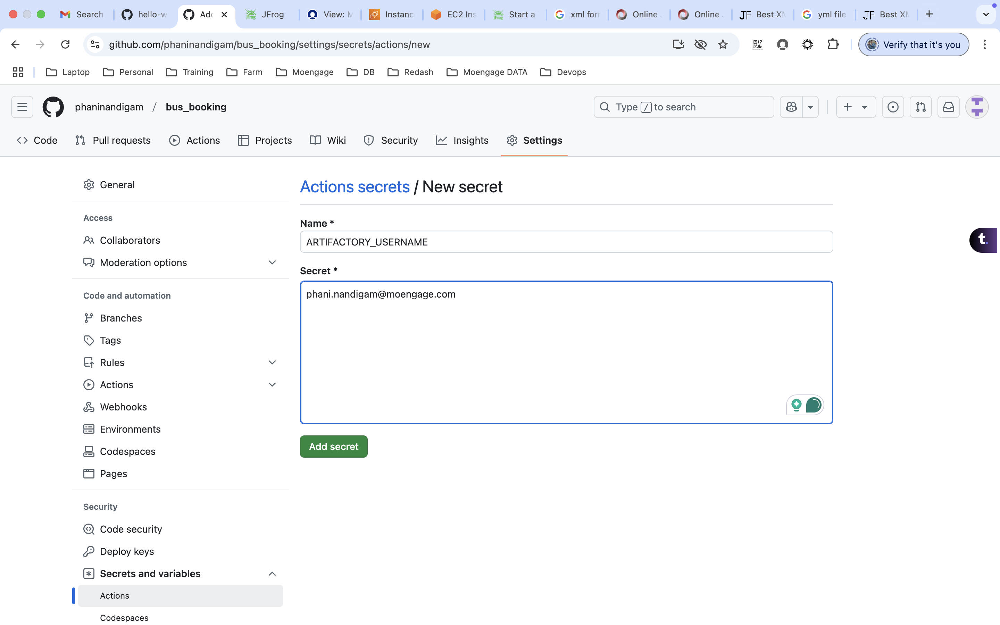 Search
hello-w
Adc
JFrog
View: M
Instanc
EC2 Ins
Start a
xml forr
Online
Online
JF Best XM
yml file
JF Best XM
github.com/phaninandigam/bus_booking/settings/secrets/actions/new
Verify that it's you
Laptop
Personal
Training
Farm
Moengage
DB
Redash
Moengage DATA
Devops
phaninandigam / bus_booking
Type / to search
Code
Pull requests
Actions
Projects
Wiki
Security
Insights
Settings
General
Access
Collaborators
Moderation options
Code and automation
Branches
Tags
Rules
Actions
Webhooks
Environments
Codespaces
Pages
Security
Code security
Deploy keys
Secrets and variables
Actions
Codespaces
Actions secrets / New secret
Name *
ARTIFACTORY_USERNAME
Secret *
phani.nandigam@moengage.com
Add secret
t.